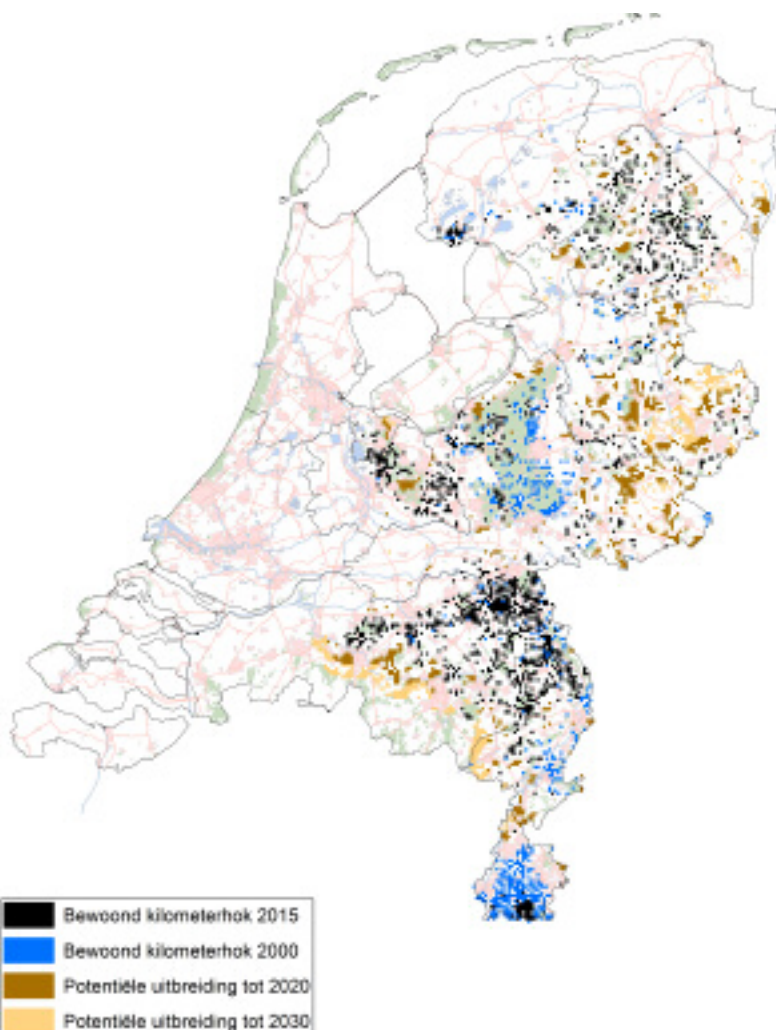 Bewoond kilometerhok 2015
Bewoond kilometerhok 2000
Potentiële uitbreiding tot 2020
Potentiële uitbreiding tot 2030